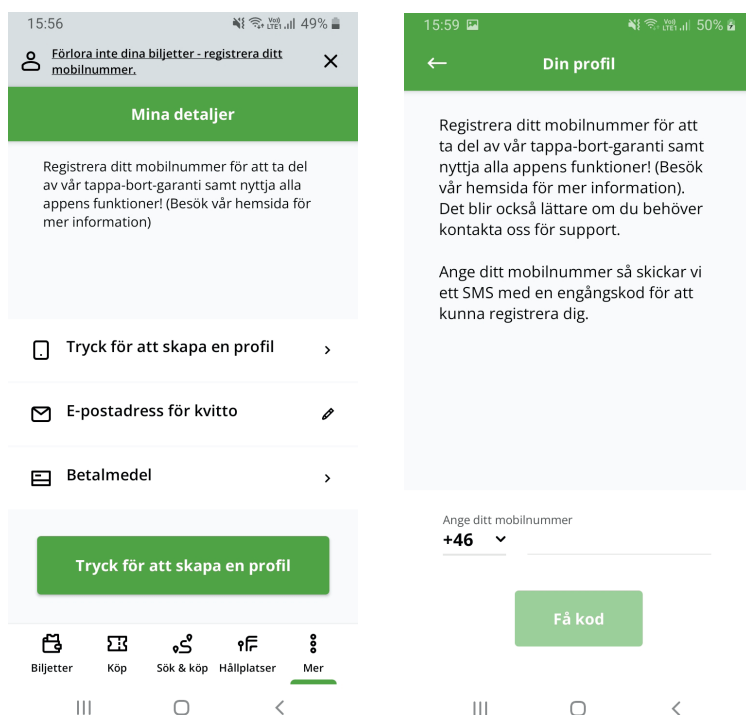 15:56
Vo))
LTE1
49%
Förlora inte dina biljetter - registrera ditt
mobilnummer.
Mina detaljer
Registrera ditt mobilnummer för att ta del
av vår tappa-bort-garanti samt nyttja alla
appens funktioner! (Besök vår hemsida för
mer information)
Tryck för att skapa en profil
E-postadress för kvitto
Betalmedel
Tryck för att skapa en profil
Biljetter
Köp
Sök & köp
Hållplatser
Mer
15:59
Vo))
LTE1
50%
Din profil
Registrera ditt mobilnummer för att
ta del av vår tappa-bort-garanti samt
nyttja alla appens funktioner! (Besök
vår hemsida för mer information).
Det blir också lättare om du behöver
kontakta oss för support.
Ange ditt mobilnummer så skickar vi
ett SMS med en engångskod för att
kunna registrera dig.
Ange ditt mobilnummer
+46
Få kod